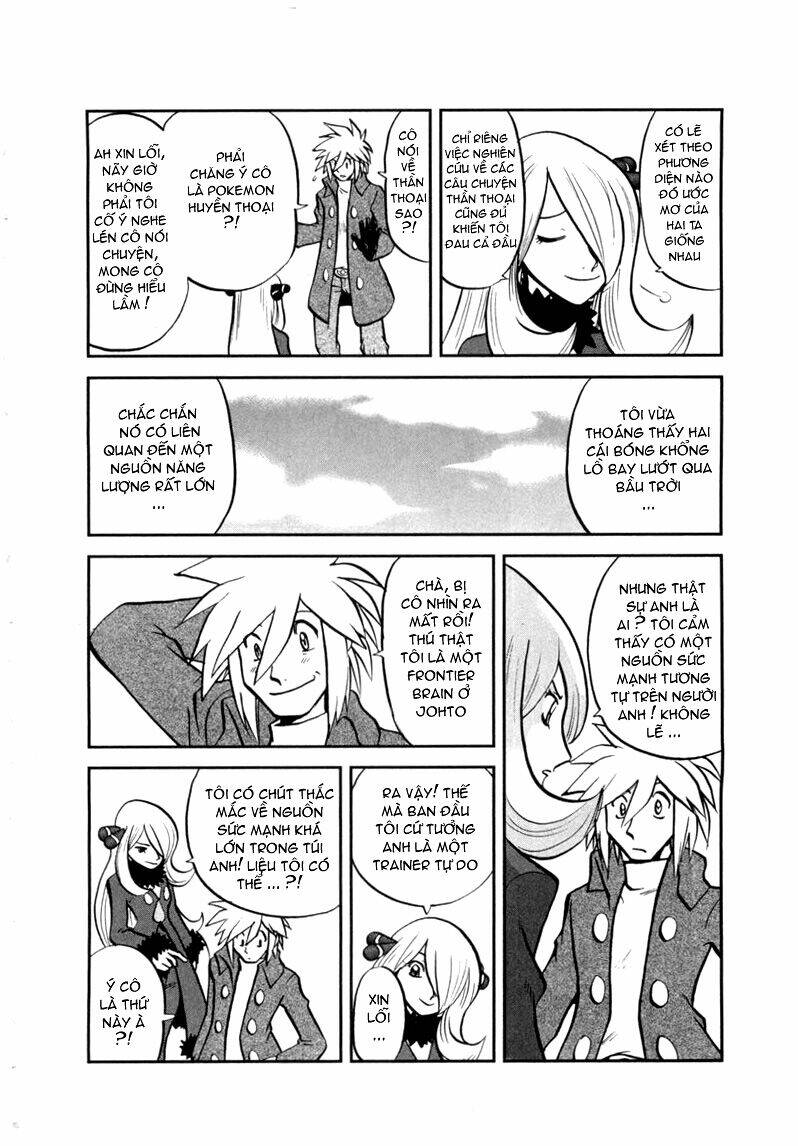 CÓ LẼ
XÉT THEO
PHƯƠNG
DIỆN NÀO
ĐÓ ƯỚC
MƠ CỦA
HAI TA
GIỐNG
NHAU
CHỈ RIÊNG
VIỆC NGHIÊN
CỨU VỀ CÁC
CÂU CHUYỆN
THẦN THOẠI
CŨNG ĐỦ
KHIẾN TÔI
ĐAU CẢ ĐẦU
CÔ
NÓI
VỀ
THẦN
THOẠI
SAO?!
PHẢI
CHĂNG Ý CÔ
LÀ POKEMON
HUYỀN THOẠI
?!
AH XIN LỖI,
NÃY GIỜ
KHÔNG
PHẢI TÔI
CỐ Ý NGHE
LÉN CÔ NÓI
CHUYỆN,
MONG CÔ
ĐỪNG HIỂU
LẦM!
TÔI VỪA
THOÁNG THẤY HAI
CÁI BÓNG KHỔNG
LỒ BAY LƯỚT QUA
BẦU TRỜI
...
CHẮC CHẮN
NÓ CÓ LIÊN
QUAN ĐẾN MỘT
NGUỒN NĂNG
LƯỢNG RẤT LỚN
...
NHƯNG THẬT
SỰ ANH LÀ
AI? TÔI CẢM
THẤY CÓ MỘT
NGUỒN SỨC
MẠNH TƯƠNG
TỰ TRÊN NGƯỜI
ANH! KHÔNG
LẼ ...
CHÀ, BỊ
CÔ NHÌN RA
MẤT RỒI!
THÚ THẬT
TÔI LÀ MỘT
FRONTIER
BRAIN Ở
JOHTO
RA VẬY! THẾ
MÀ BAN ĐẦU
TÔI CỨ TƯỞNG
ANH LÀ MỘT
TRAINER TỰ DO
XIN
LỖI
...
TÔI CÓ CHÚT THẮC
MẮC VỀ NGUỒN
SỨC MẠNH KHÁ
LỚN TRONG TÚI
ANH! LIỆU TÔI CÓ
THỂ ... ?!
Ý CÔ
LÀ THỨ
NÀY À
?!